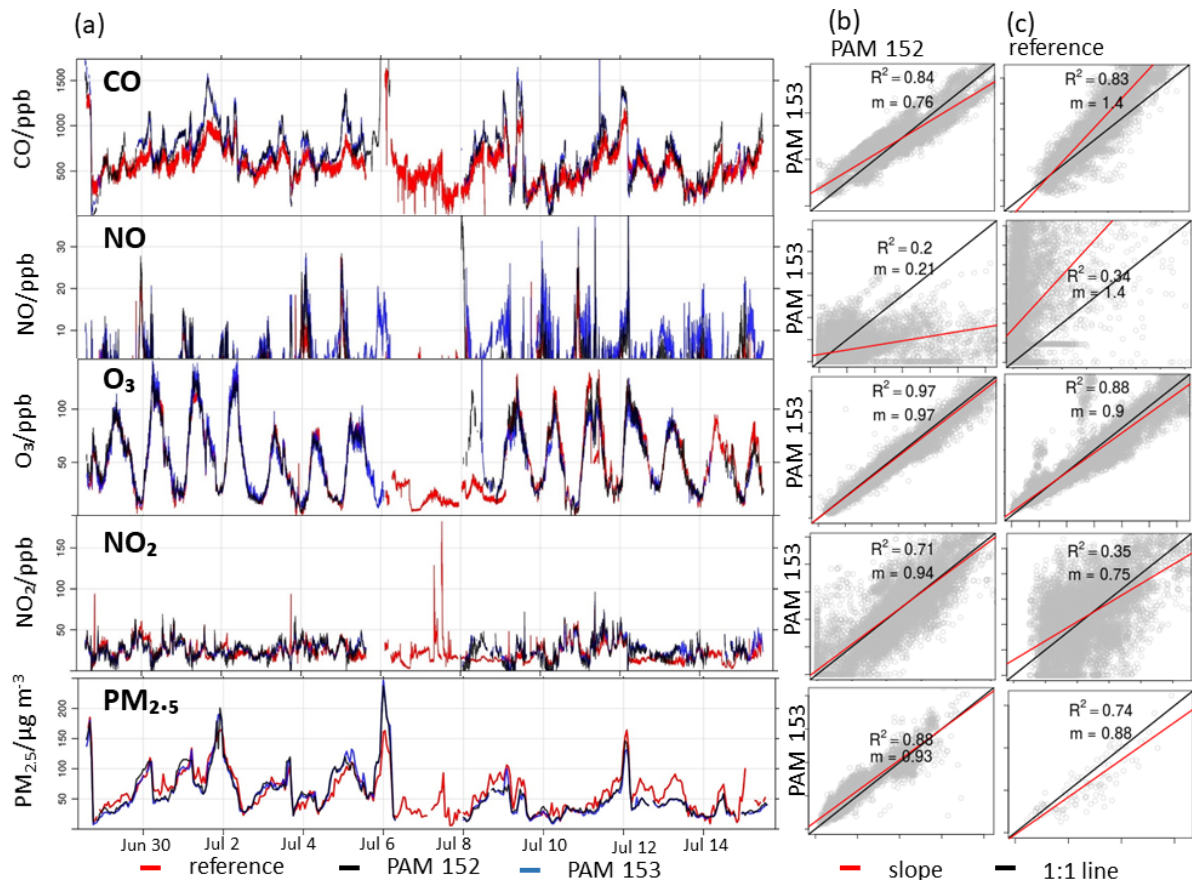 (a)
(b)
(c)
PAM 152
reference
CO
CO/ppb
1500
1000
500
PAM 153
R² = 0.84
m = 0.76
R² = 0.83
m = 1.4
NO
NO/ppb
30
20
10
PAM 153
R² = 0.2
m = 0.21
R² = 0.34
m = 1.4
O₃
O₃/ppb
100
50
PAM 153
R² = 0.97
m = 0.97
R² = 0.88
m = 0.9
NO₂
NO₂/ppb
150
100
50
PAM 153
R² = 0.71
m = 0.94
R² = 0.35
m = 0.75
PM₂.₅
PM₂.₅/µg m⁻³
200
150
100
50
PAM 153
R² = 0.88
m = 0.93
R² = 0.74
m = 0.88
Jun 30 Jul 2 Jul 4 Jul 6 Jul 8 Jul 10 Jul 12 Jul 14
reference PAM 152 PAM 153
slope 1:1 line